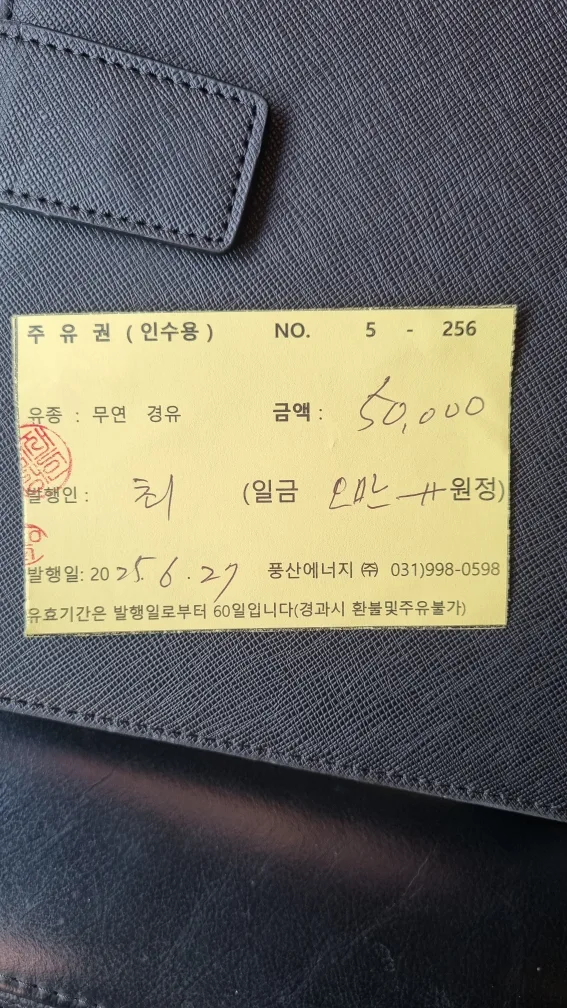 주 유 권 ( 인수용 ) NO. 5 - 256
유종 : 무연 경유 금액 : 50,000
발행인 : 최 (일금 오만 원정)
발행일: 2025. 6. 27 풍산에너지 ㈜ 031)998-0598
유효기간은 발행일로부터 60일입니다(경과시 환불및주유불가)